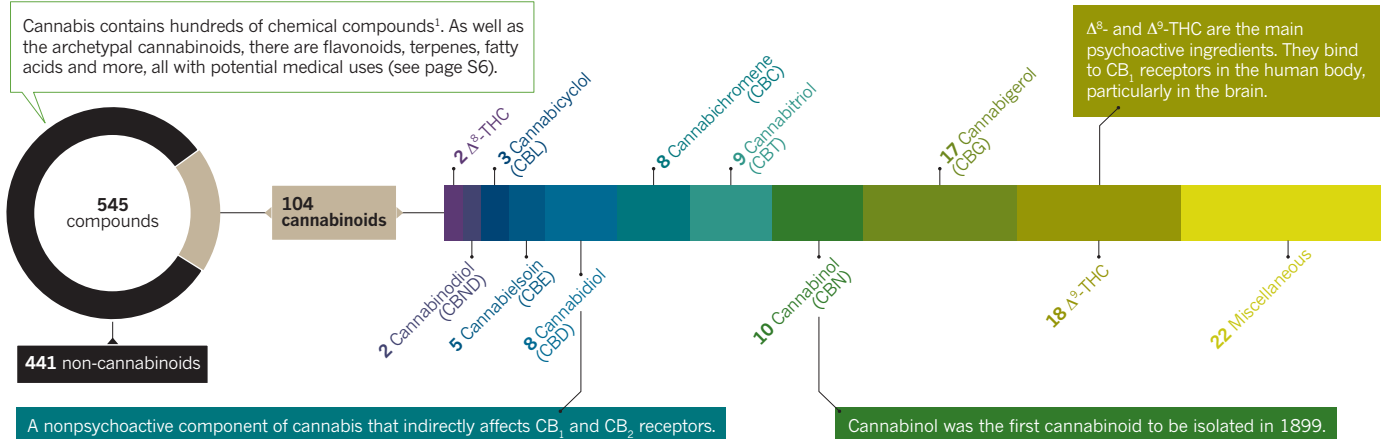 Cannabis contains hundreds of chemical compounds¹. As well as
the archetypal cannabinoids, there are flavonoids, terpenes, fatty
acids and more, all with potential medical uses (see page S6).
545
compounds
441 non-cannabinoids
104
cannabinoids
2 Δ⁸-THC
3 Cannabicyclol
(CBL)
8 Cannabichromene
(CBC)
9 Cannabitriol
(CBT)
17 Cannabigerol
(CBG)
Δ⁸- and Δ⁹-THC are the main
psychoactive ingredients. They bind
to CB₁ receptors in the human body,
particularly in the brain.
2 Cannabinodiol
(CBND)
5 Cannabielsoin
(CBE)
8 Cannabidiol
(CBD)
10 Cannabinol
(CBN)
18 Δ⁹-THC
22 Miscellaneous
A nonpsychoactive component of cannabis that indirectly affects CB₁ and CB₂ receptors.
Cannabinol was the first cannabinoid to be isolated in 1899.